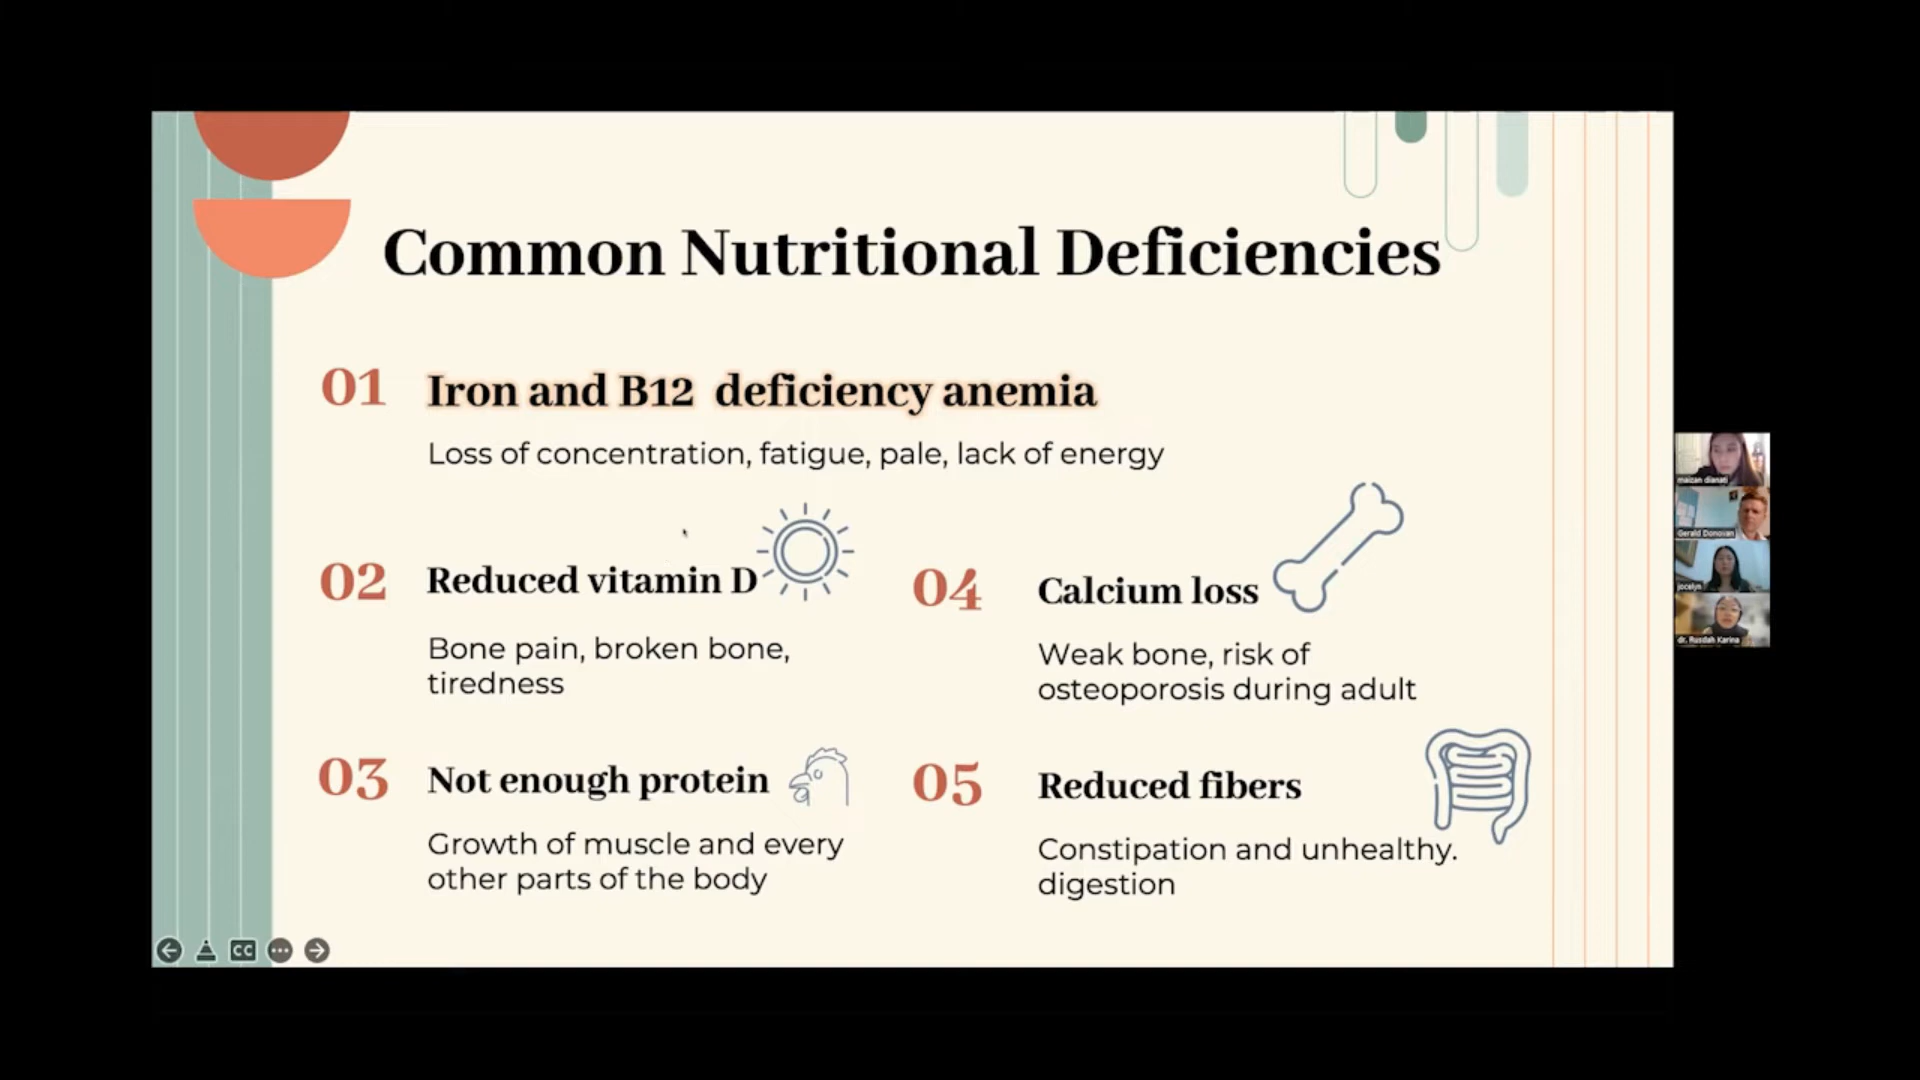 Common Nutritional Deficiencies
01 Iron and B12 deficiency anemia
Loss of concentration, fatigue, pale, lack of energy
02 Reduced vitamin D
Bone pain, broken bone,
tiredness
03 Not enough protein
Growth of muscle and every
other parts of the body
04 Calcium loss
Weak bone, risk of
osteoporosis during adult
05 Reduced fibers
Constipation and unhealthy.
digestion
CC
maizan dianati
Gerald Donovan
jocelyn
dr. Rusdah Karina